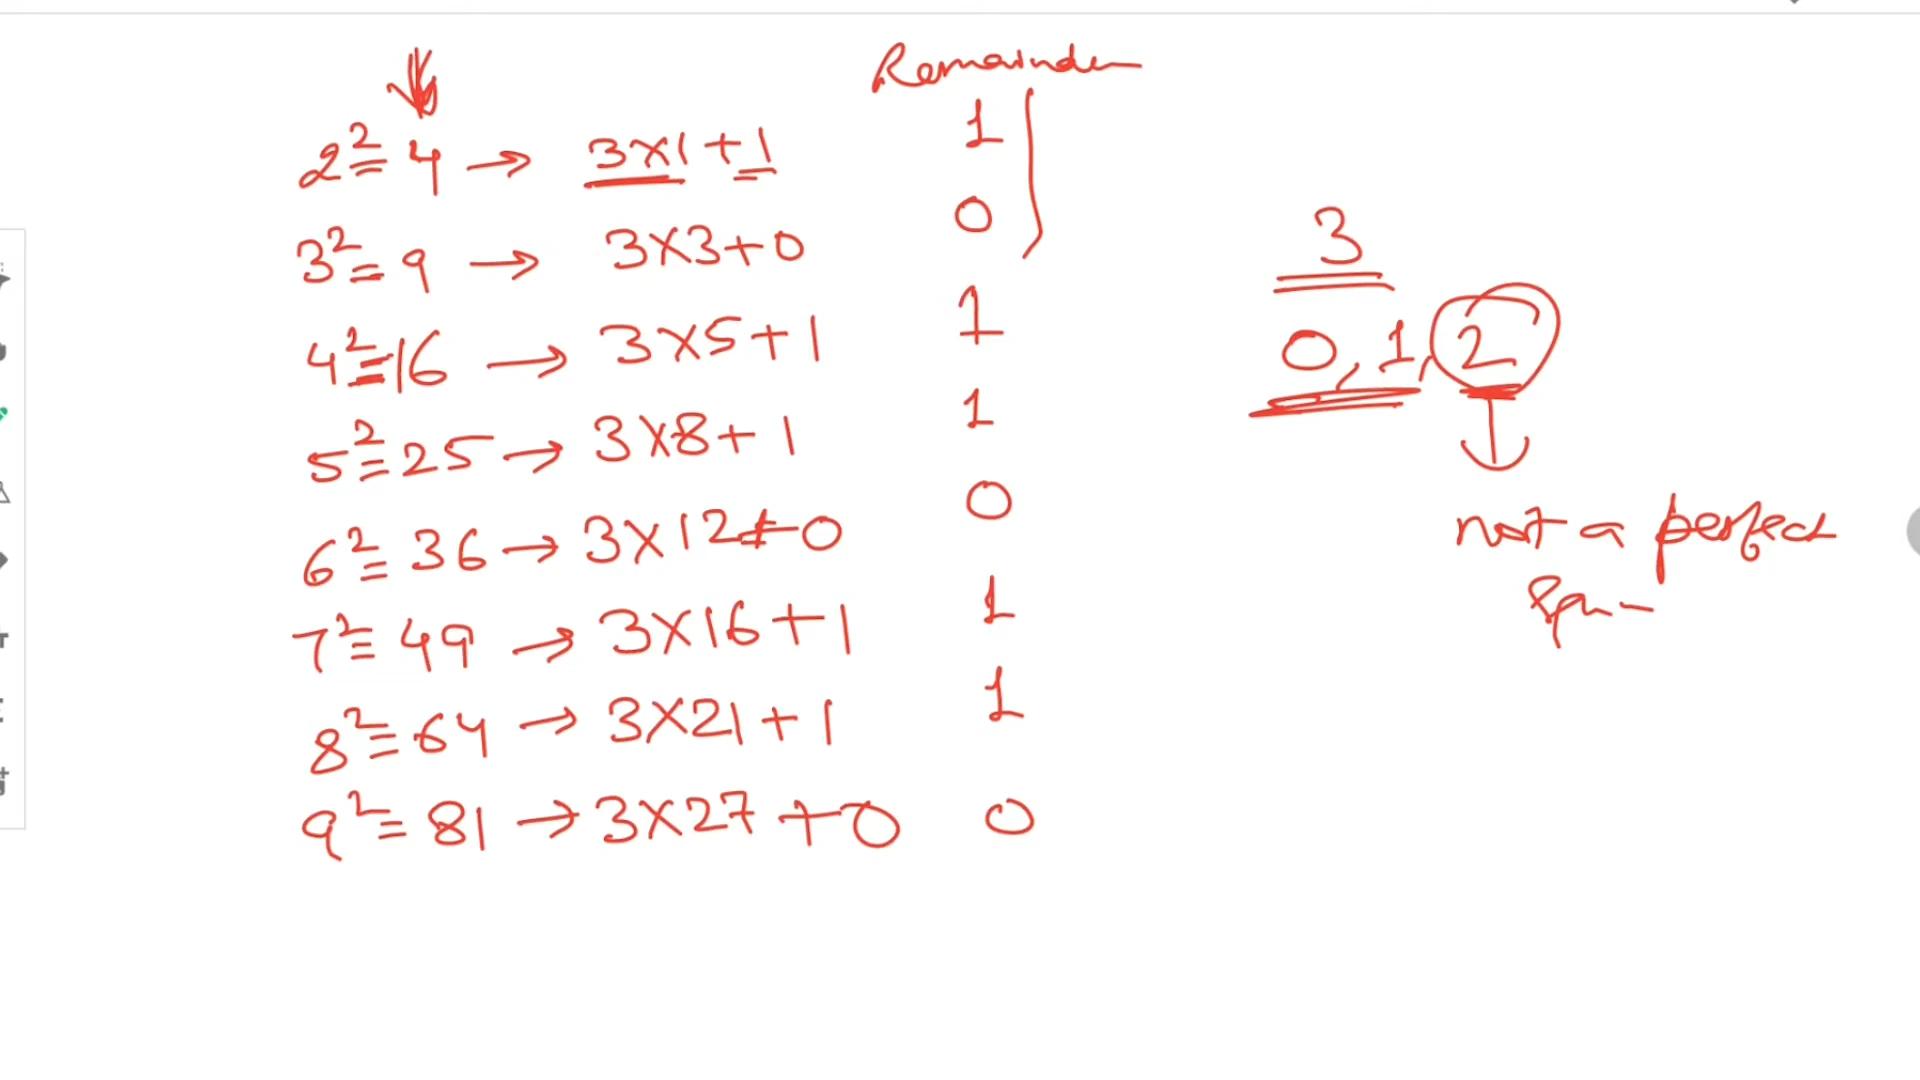 Remainder
2² = 4 → 3×1+1 1
3² = 9 → 3×3+0 0
4² = 16 → 3×5+1 1
5² = 25 → 3×8+1 1
6² = 36 → 3×12+0 0
7² = 49 → 3×16+1 1
8² = 64 → 3×21+1 1
9² = 81 → 3×27+0 0
3
0, 1, 2
not a perfect